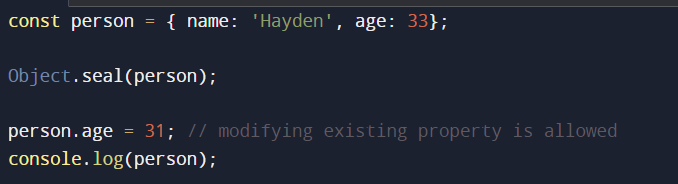 const person = { name: 'Hayden', age: 33};
Object.seal(person);
person.age = 31; // modifying existing property is allowed
console.log(person);